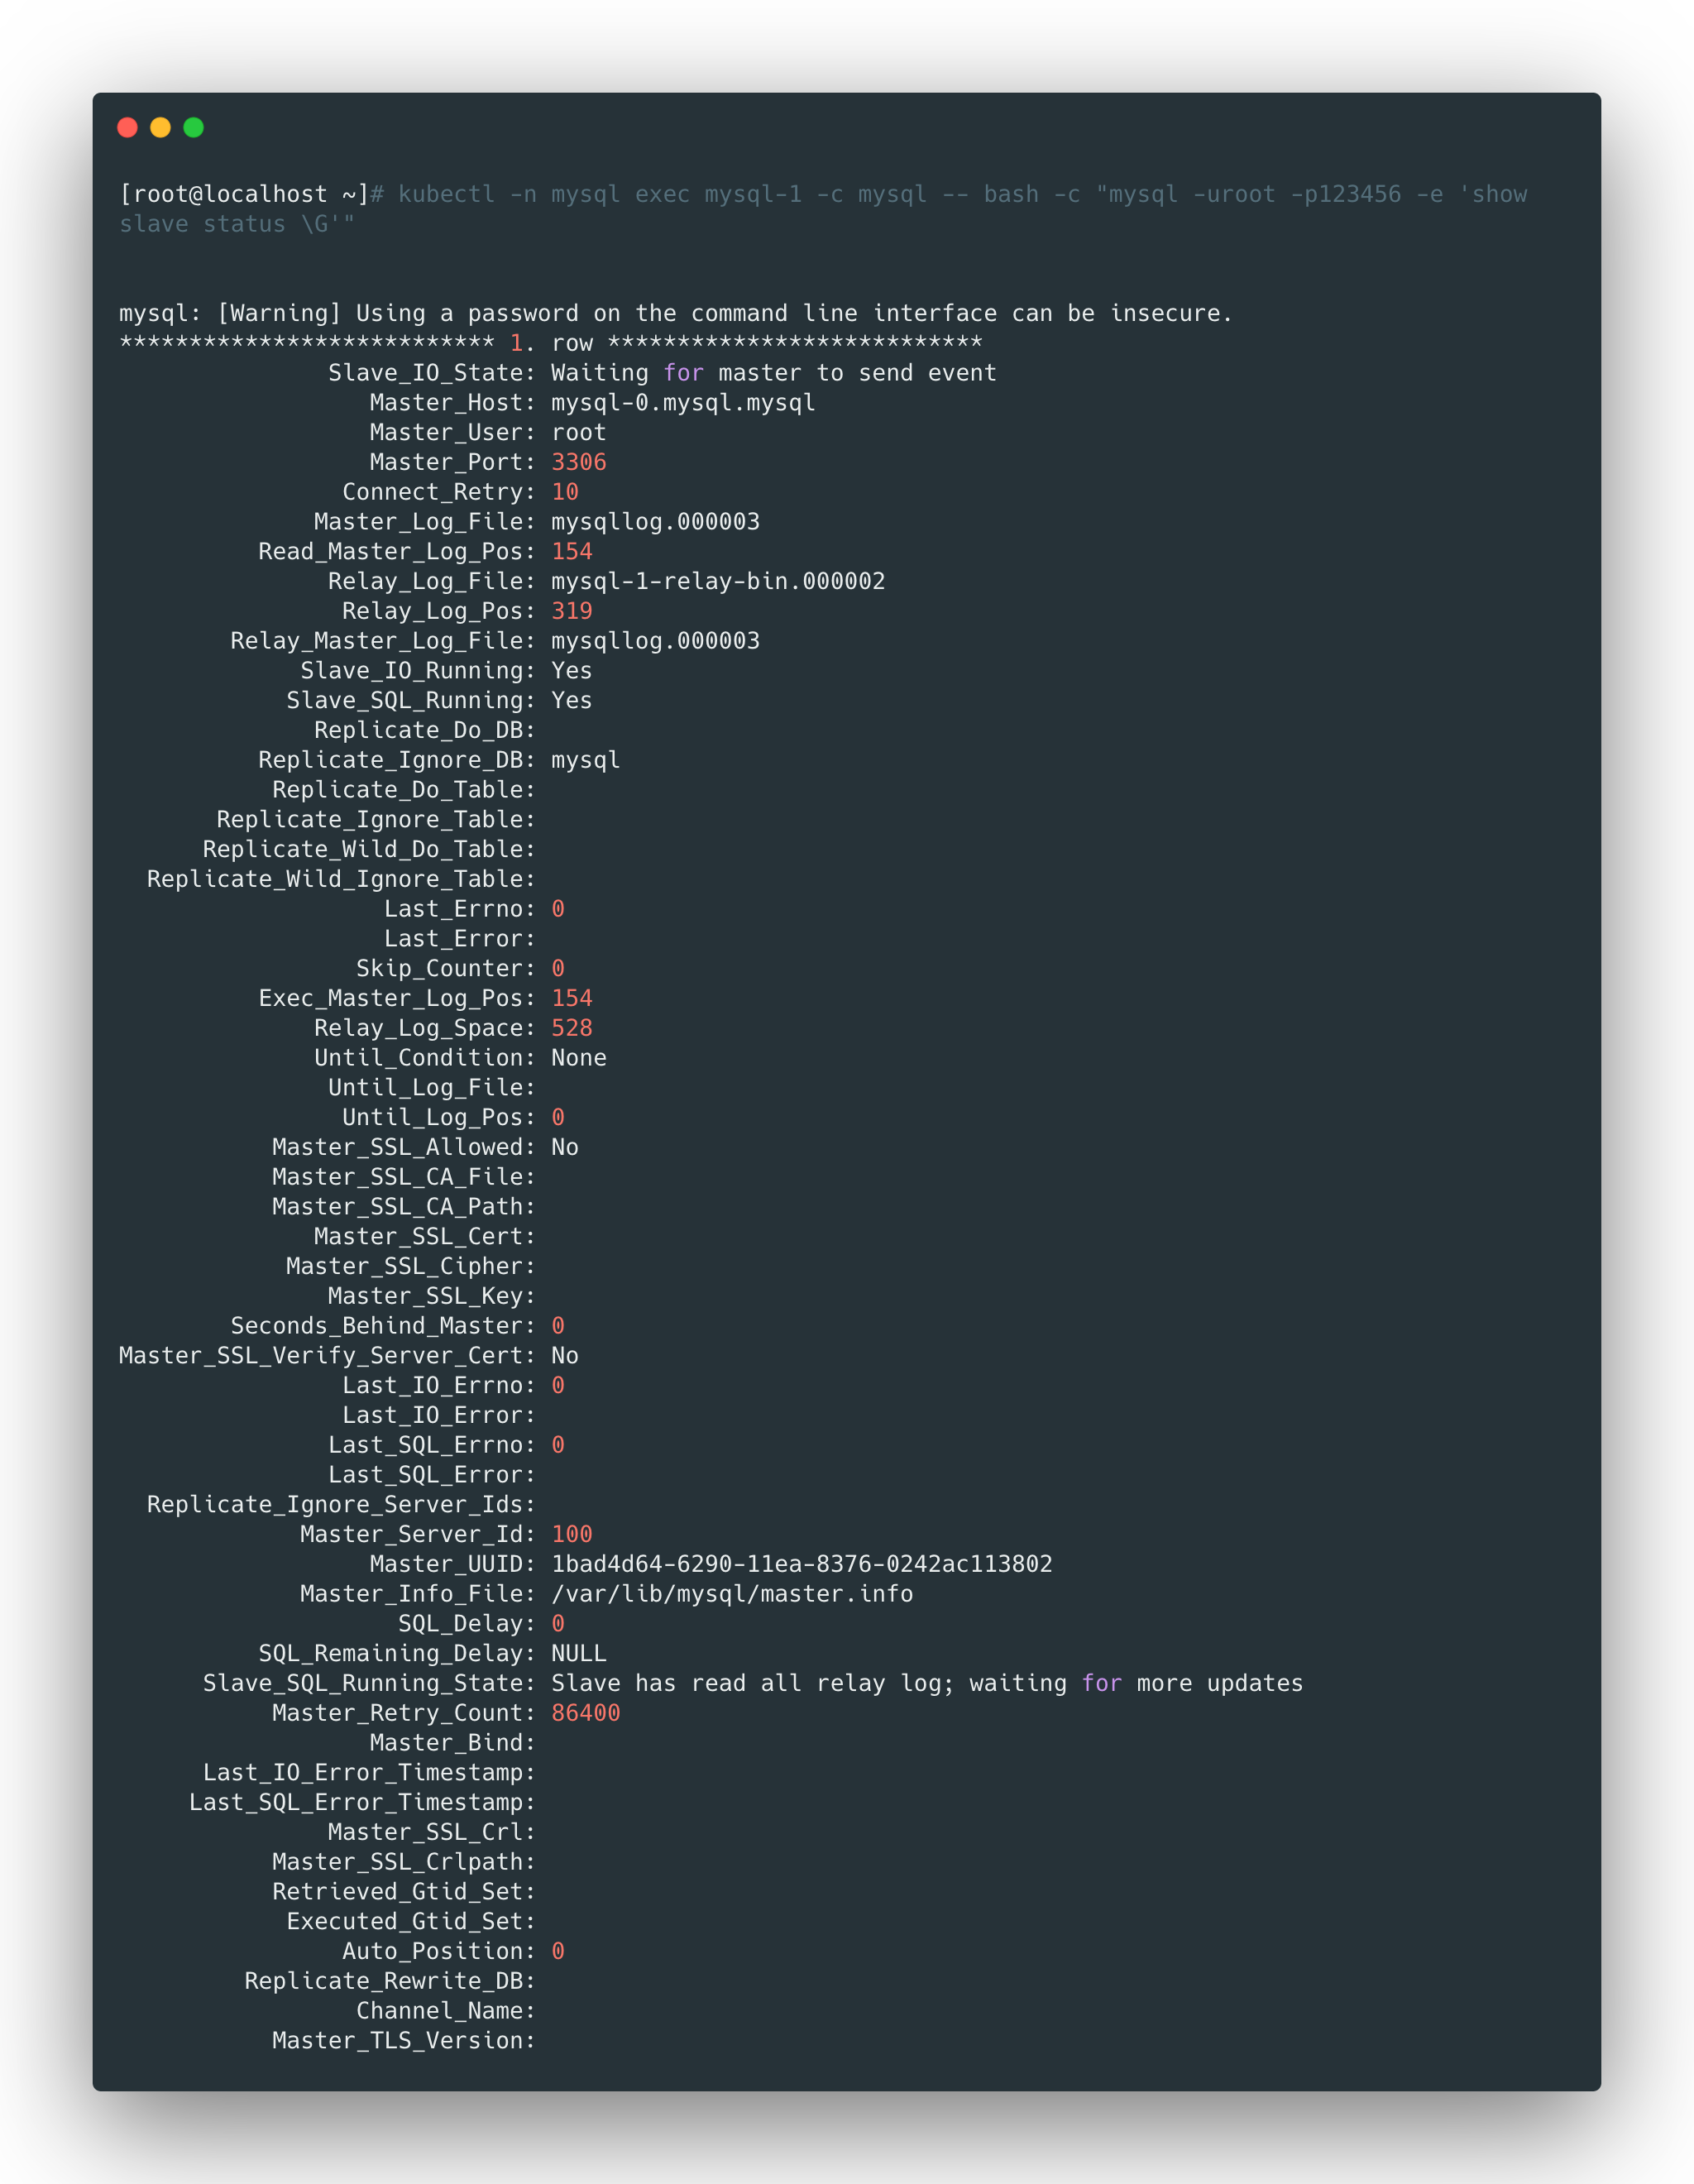 [root@localhost ~]# kubectl -n mysql exec mysql-1 -c mysql -- bash -c "mysql -uroot -p123456 -e 'show
slave status \G'"
mysql: [Warning] Using a password on the command line interface can be insecure.
*************************** 1. row ***************************
Slave_IO_State: Waiting for master to send event
Master_Host: mysql-0.mysql.mysql
Master_User: root
Master_Port: 3306
Connect_Retry: 10
Master_Log_File: mysqllog.000003
Read_Master_Log_Pos: 154
Relay_Log_File: mysql-1-relay-bin.000002
Relay_Log_Pos: 319
Relay_Master_Log_File: mysqllog.000003
Slave_IO_Running: Yes
Slave_SQL_Running: Yes
Replicate_Do_DB:
Replicate_Ignore_DB: mysql
Replicate_Do_Table:
Replicate_Ignore_Table:
Replicate_Wild_Do_Table:
Replicate_Wild_Ignore_Table:
Last_Errno: 0
Last_Error:
Skip_Counter: 0
Exec_Master_Log_Pos: 154
Relay_Log_Space: 528
Until_Condition: None
Until_Log_File:
Until_Log_Pos: 0
Master_SSL_Allowed: No
Master_SSL_CA_File:
Master_SSL_CA_Path:
Master_SSL_Cert:
Master_SSL_Cipher:
Master_SSL_Key:
Seconds_Behind_Master: 0
Master_SSL_Verify_Server_Cert: No
Last_IO_Errno: 0
Last_IO_Error:
Last_SQL_Errno: 0
Last_SQL_Error:
Replicate_Ignore_Server_Ids:
Master_Server_Id: 100
Master_UUID: 1bad4d64-6290-11ea-8376-0242ac113802
Master_Info_File: /var/lib/mysql/master.info
SQL_Delay: 0
SQL_Remaining_Delay: NULL
Slave_SQL_Running_State: Slave has read all relay log; waiting for more updates
Master_Retry_Count: 86400
Master_Bind:
Last_IO_Error_Timestamp:
Last_SQL_Error_Timestamp:
Master_SSL_Crl:
Master_SSL_Crlpath:
Retrieved_Gtid_Set:
Executed_Gtid_Set:
Auto_Position: 0
Replicate_Rewrite_DB:
Channel_Name:
Master_TLS_Version: